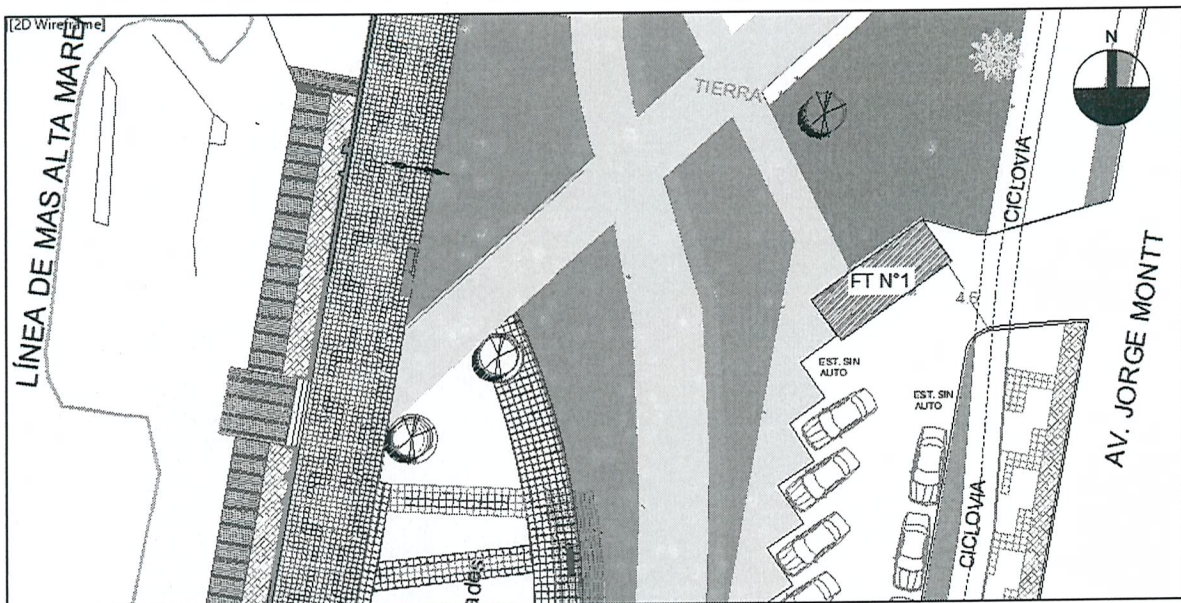 [2D Wireframe]
LÍNEA DE MAS ALTA MARE
TIERRA
N
CICLOVIA
FT N°1
4.6
AV. JORGE MONTT
EST. SIN
AUTO
EST. SIN
AUTO
CICLOVIA